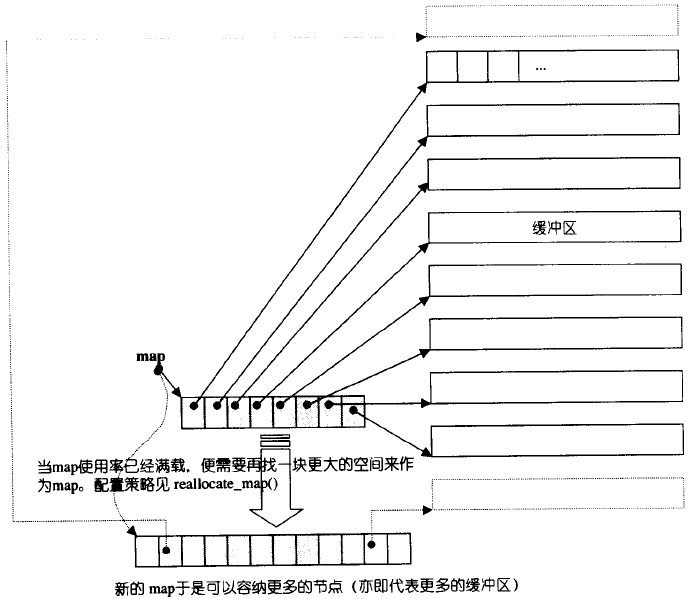 ...
缓冲区
map
当map使用率已经满载，便需要再找一块更大的空间来作
为map。配置策略见 reallocate_map()
新的 map于是可以容纳更多的节点（亦即代表更多的缓冲区）